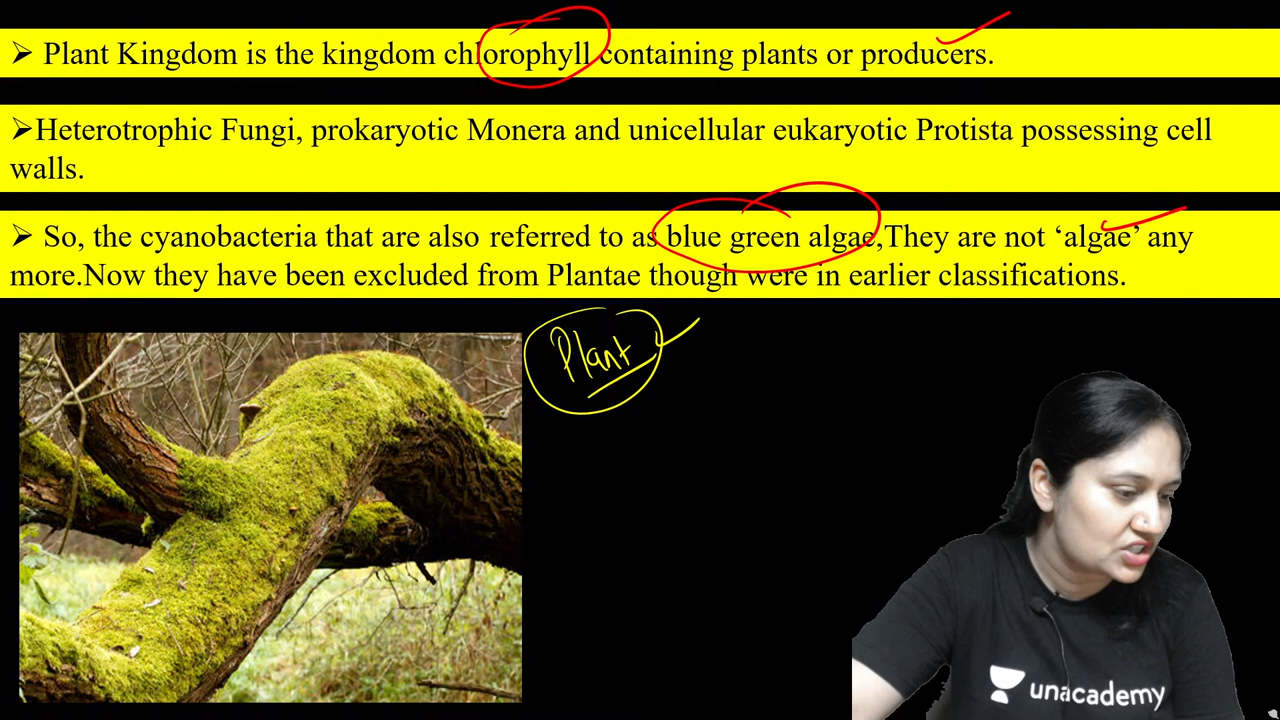 ➢ Plant Kingdom is the kingdom chlorophyll containing plants or producers.
➢Heterotrophic Fungi, prokaryotic Monera and unicellular eukaryotic Protista possessing cell
walls.
➢ So, the cyanobacteria that are also referred to as blue green algae,They are not ‘algae’ any
more.Now they have been excluded from Plantae though were in earlier classifications.
Plant
unacademy